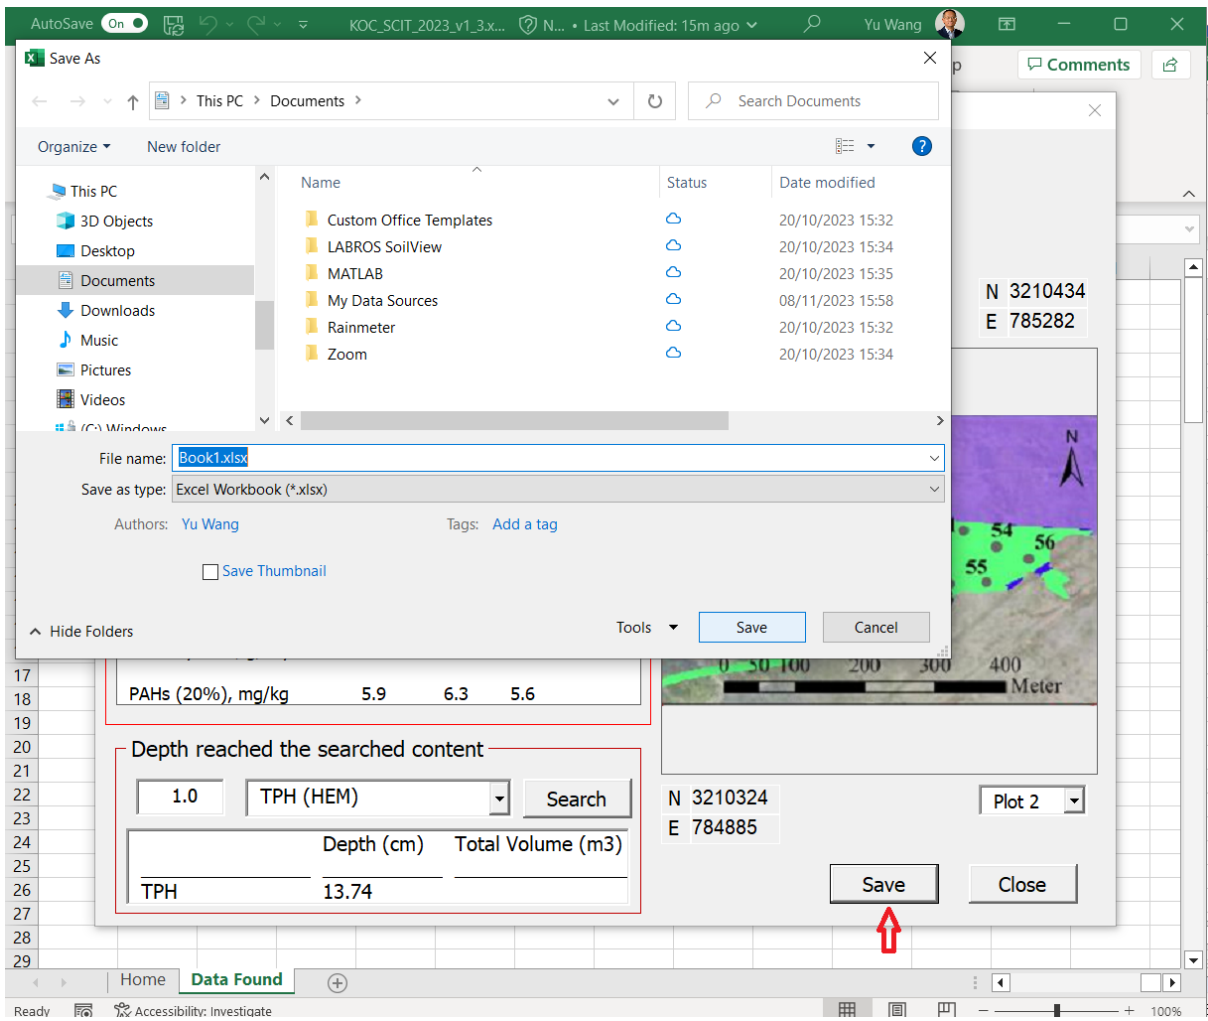 AutoSave On KOC_SCIT_2023_v1_3.x... N... • Last Modified: 15m ago Yu Wang
Save As
Comments
This PC > Documents > Search Documents
Organize New folder
Name Status Date modified
This PC
3D Objects
Desktop
Documents
Downloads
Music
Pictures
Videos
(C:) Windows
Custom Office Templates 20/10/2023 15:32
LABROS SoilView 20/10/2023 15:34
MATLAB 20/10/2023 15:35
My Data Sources 08/11/2023 15:58
Rainmeter 20/10/2023 15:32
Zoom 20/10/2023 15:34
N 3210434
E 785282
File name: Book1.xlsx
Save as type: Excel Workbook (*.xlsx)
Authors: Yu Wang Tags: Add a tag
Save Thumbnail
Hide Folders Tools Save Cancel
N
54
56
55
0 50 100 200 300 400
Meter
17
18
19
20
21
22
23
24
25
26
27
28
29
PAHs (20%), mg/kg 5.9 6.3 5.6
Depth reached the searched content
1.0 TPH (HEM) Search
Depth (cm) Total Volume (m3)
TPH 13.74
N 3210324
E 784885
Plot 2
Save Close
Home Data Found
Ready Accessibility: Investigate 100%